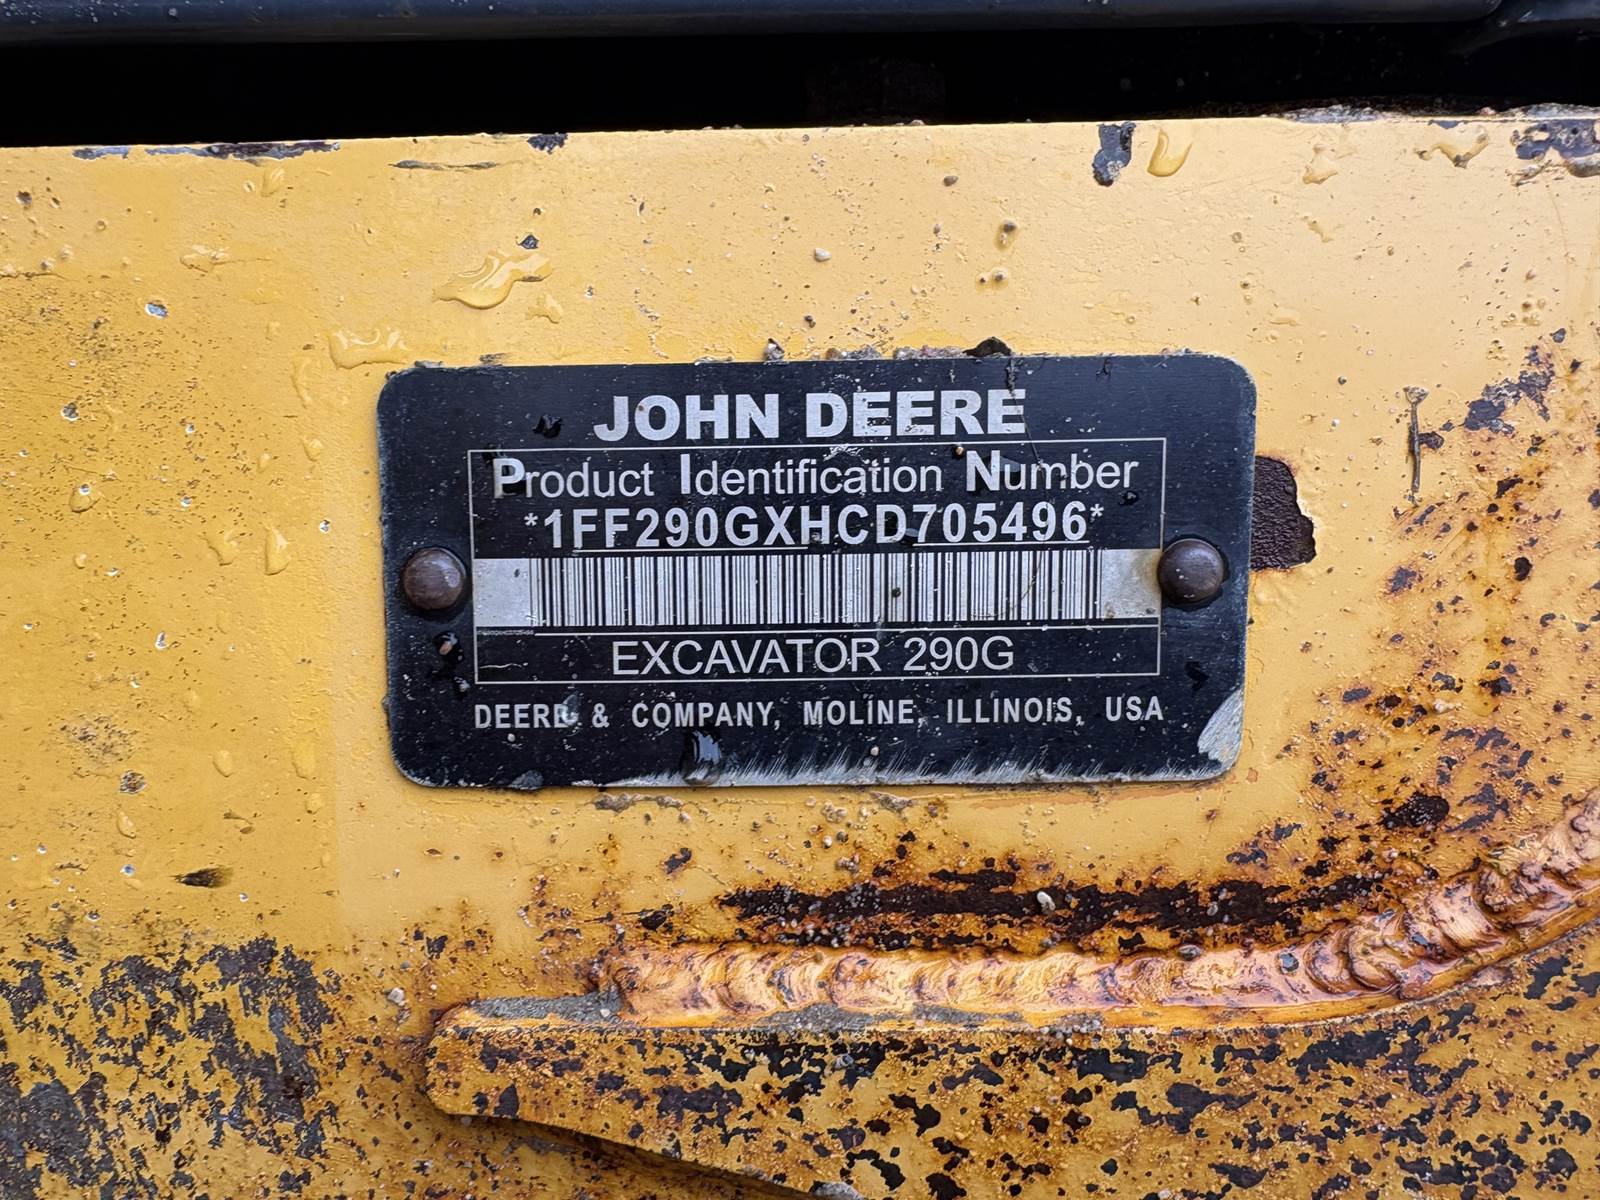 JOHN DEERE
Product Identification Number
*1FF290GXHCD705496*
EXCAVATOR 290G
DEERE & COMPANY, MOLINE, ILLINOIS, USA